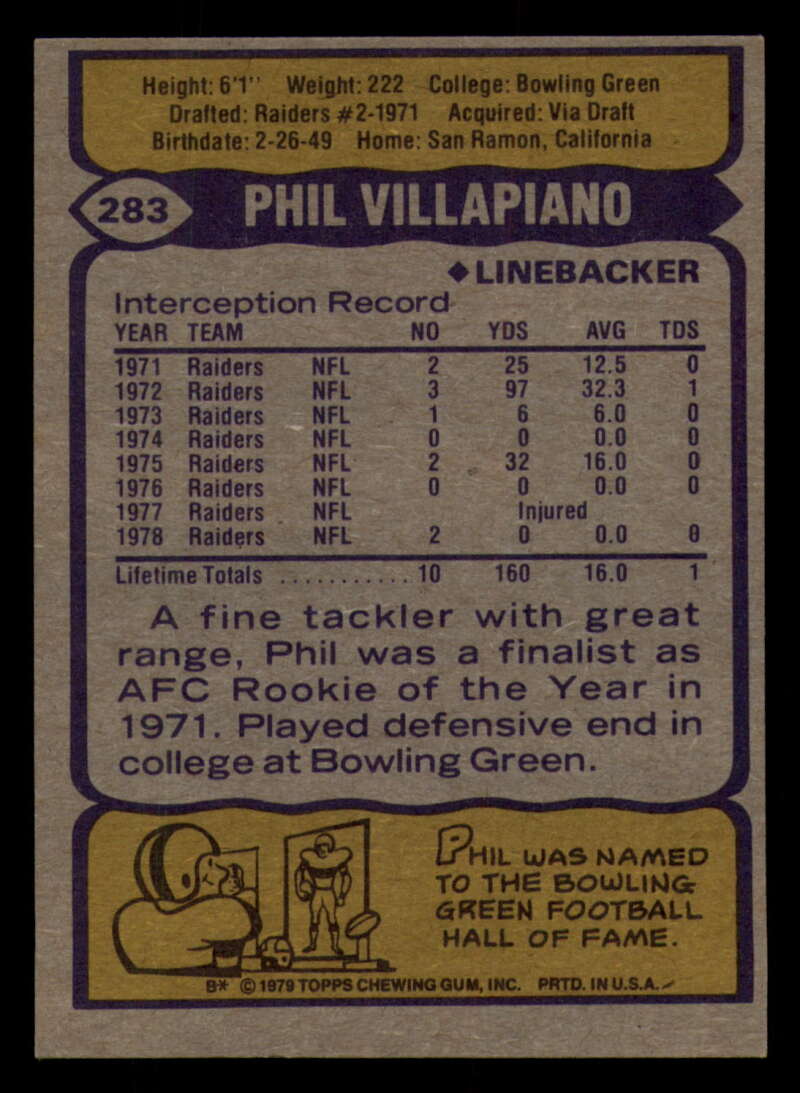 Height: 6'1'' Weight: 222 College: Bowling Green
Drafted: Raiders #2-1971 Acquired: Via Draft
Birthdate: 2-26-49 Home: San Ramon, California
283 PHIL VILLAPIANO
◆ LINEBACKER
Interception Record
YEAR TEAM NO YDS AVG TDS
1971 Raiders NFL 2 25 12.5 0
1972 Raiders NFL 3 97 32.3 1
1973 Raiders NFL 1 6 6.0 0
1974 Raiders NFL 0 0 0.0 0
1975 Raiders NFL 2 32 16.0 0
1976 Raiders NFL 0 0 0.0 0
1977 Raiders NFL Injured
1978 Raiders NFL 2 0 0.0 0
Lifetime Totals ............ 10 160 16.0 1
A fine tackler with great
range, Phil was a finalist as
AFC Rookie of the Year in
1971. Played defensive end in
college at Bowling Green.
PHIL WAS NAMED
TO THE BOWLING
GREEN FOOTBALL
HALL OF FAME.
B* © 1979 TOPPS CHEWING GUM, INC. PRTD. IN U.S.A.